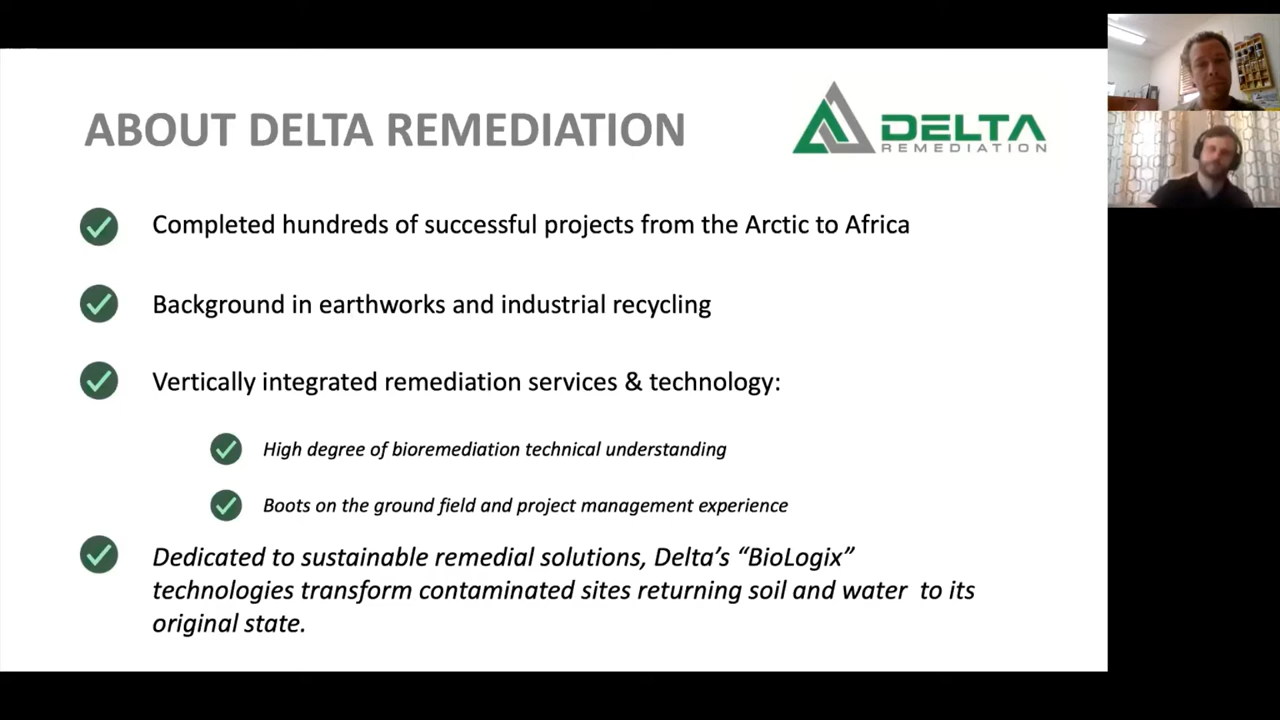 ABOUT DELTA REMEDIATION
DELTA
REMEDIATION
Completed hundreds of successful projects from the Arctic to Africa
Background in earthworks and industrial recycling
Vertically integrated remediation services & technology:
High degree of bioremediation technical understanding
Boots on the ground field and project management experience
Dedicated to sustainable remedial solutions, Delta’s “BioLogix”
technologies transform contaminated sites returning soil and water to its
original state.